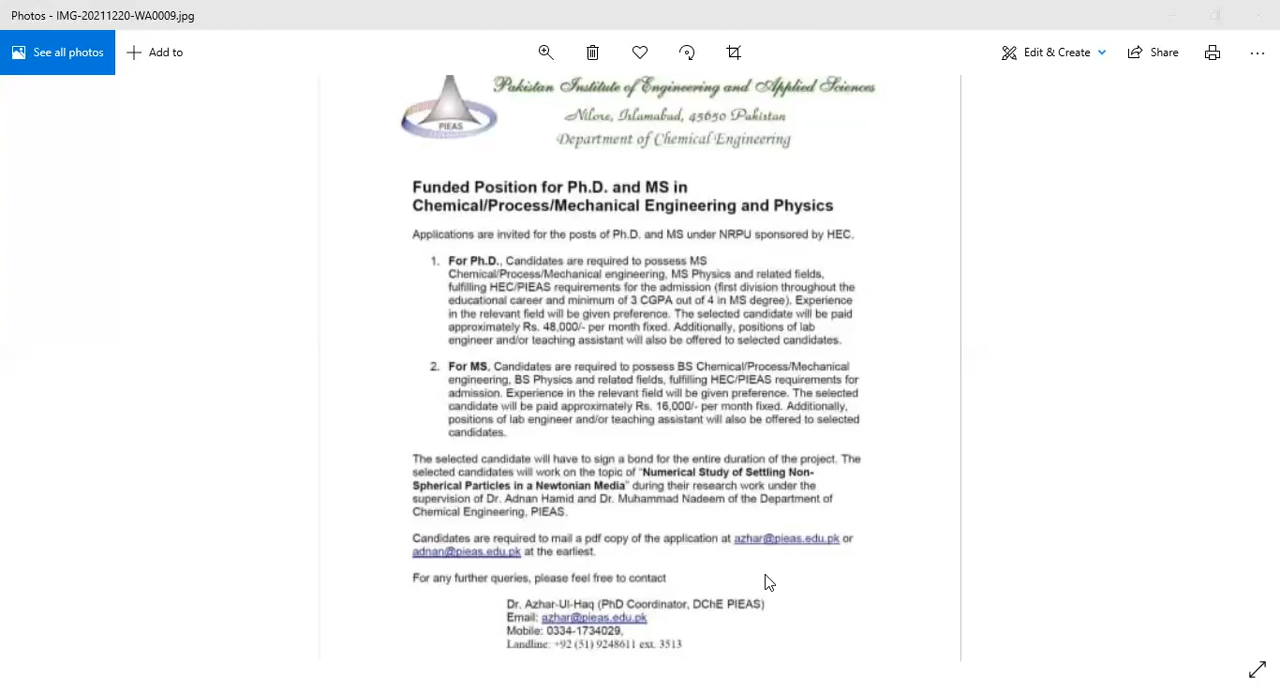 Photos - IMG-20211220-WA0009.jpg
See all photos
Add to
Edit & Create
Share
Pakistan Institute of Engineering and Applied Sciences
Nilore, Islamabad, 45650 Pakistan
Department of Chemical Engineering
PIEAS
Funded Position for Ph.D. and MS in
Chemical/Process/Mechanical Engineering and Physics
Applications are invited for the posts of Ph.D. and MS under NRPU sponsored by HEC.
1. For Ph.D., Candidates are required to possess MS
Chemical/Process/Mechanical engineering, MS Physics and related fields,
fulfilling HEC/PIEAS requirements for the admission (first division throughout the
educational career and minimum of 3 CGPA out of 4 in MS degree). Experience
in the relevant field will be given preference. The selected candidate will be paid
approximately Rs. 48,000/- per month fixed. Additionally, positions of lab
engineer and/or teaching assistant will also be offered to selected candidates.
2. For MS, Candidates are required to possess BS Chemical/Process/Mechanical
engineering, BS Physics and related fields, fulfilling HEC/PIEAS requirements for
admission. Experience in the relevant field will be given preference. The selected
candidate will be paid approximately Rs. 16,000/- per month fixed. Additionally,
positions of lab engineer and/or teaching assistant will also be offered to selected
candidates.
The selected candidate will have to sign a bond for the entire duration of the project. The
selected candidates will work on the topic of "Numerical Study of Settling Non-
Spherical Particles in a Newtonian Media" during their research work under the
supervision of Dr. Adnan Hamid and Dr. Muhammad Nadeem of the Department of
Chemical Engineering, PIEAS.
Candidates are required to mail a pdf copy of the application at azhar@pieas.edu.pk or
adnan@pieas.edu.pk at the earliest.
For any further queries, please feel free to contact
Dr. Azhar-Ul-Haq (PhD Coordinator, DChE PIEAS)
Email: azhar@pieas.edu.pk
Mobile: 0334-1734029,
Landline: +92 (51) 9248611 ext. 3513